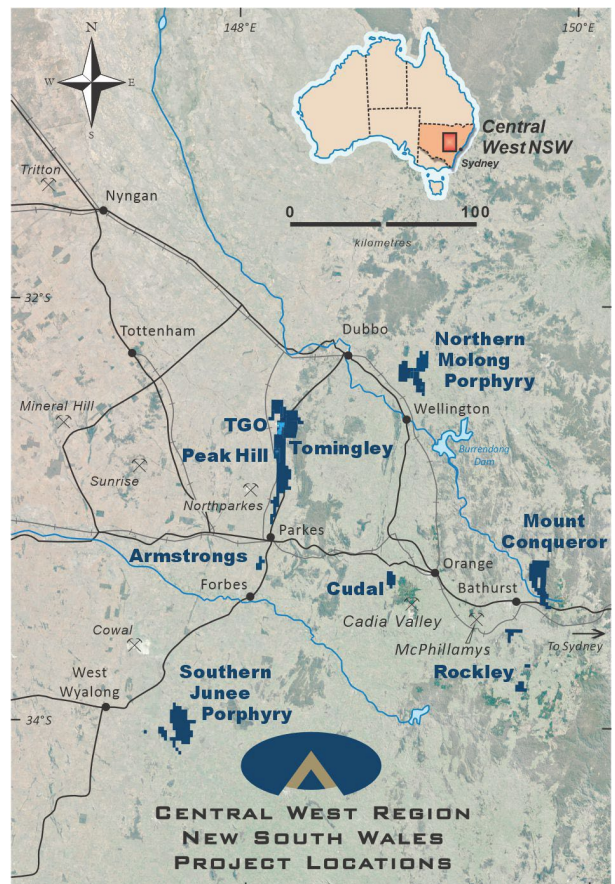 148°E
150°E
N
W
E
S
Central
West NSW
Sydney
Tritton
Nyngan
0
100
kilometres
32°S
Tottenham
Dubbo
Northern
Molong
Porphyry
Mineral Hill
TGO
Tomingley
Wellington
Peak Hill
Burrendong
Dam
Sunrise
Northparkes
Parkes
Mount
Conqueror
Armstrongs
Orange
Forbes
Cudal
Bathurst
Cadia Valley
Cowal
McPhillamys
To Sydney
West
Wyalong
Southern
Junee
Porphyry
Rockley
34°S
Central West Region
New South Wales
Project Locations